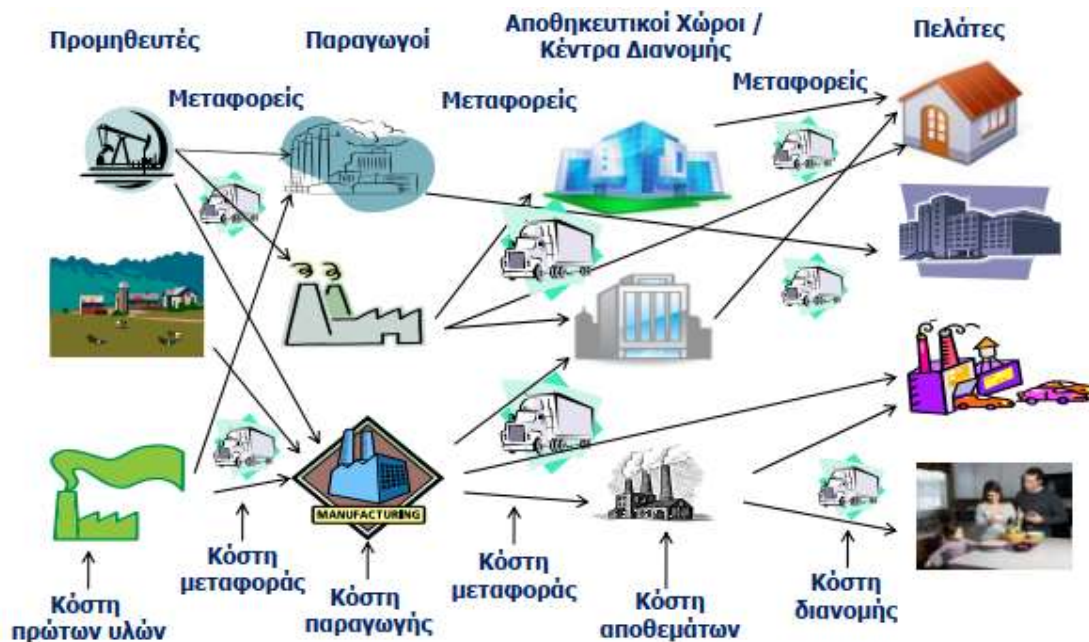 Προμηθευτές
Παραγωγοί
Αποθηκευτικοί Χώροι /
Κέντρα Διανομής
Πελάτες
Μεταφορείς
Μεταφορείς
Μεταφορείς
MANUFACTURING
Κόστη
πρώτων υλών
Κόστη
μεταφοράς
Κόστη
παραγωγής
Κόστη
μεταφοράς
Κόστη
αποθεμάτων
Κόστη
διανομής